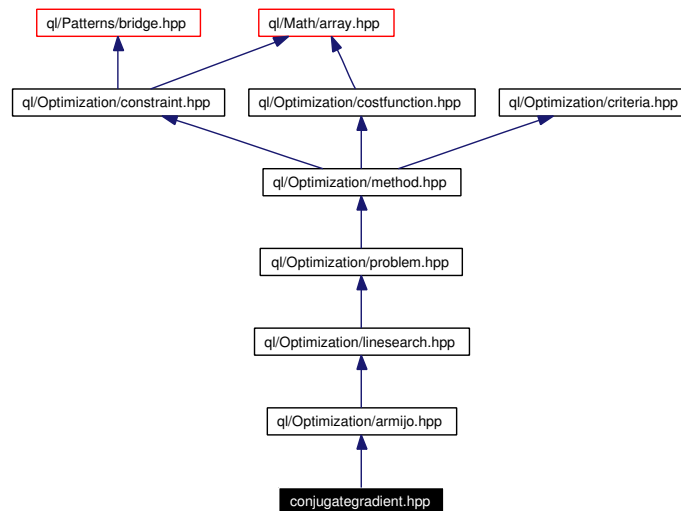 ql/Patterns/bridge.hpp
ql/Math/array.hpp
ql/Optimization/constraint.hpp
ql/Optimization/costfunction.hpp
ql/Optimization/criteria.hpp
ql/Optimization/method.hpp
ql/Optimization/problem.hpp
ql/Optimization/linesearch.hpp
ql/Optimization/armijo.hpp
conjugategradient.hpp